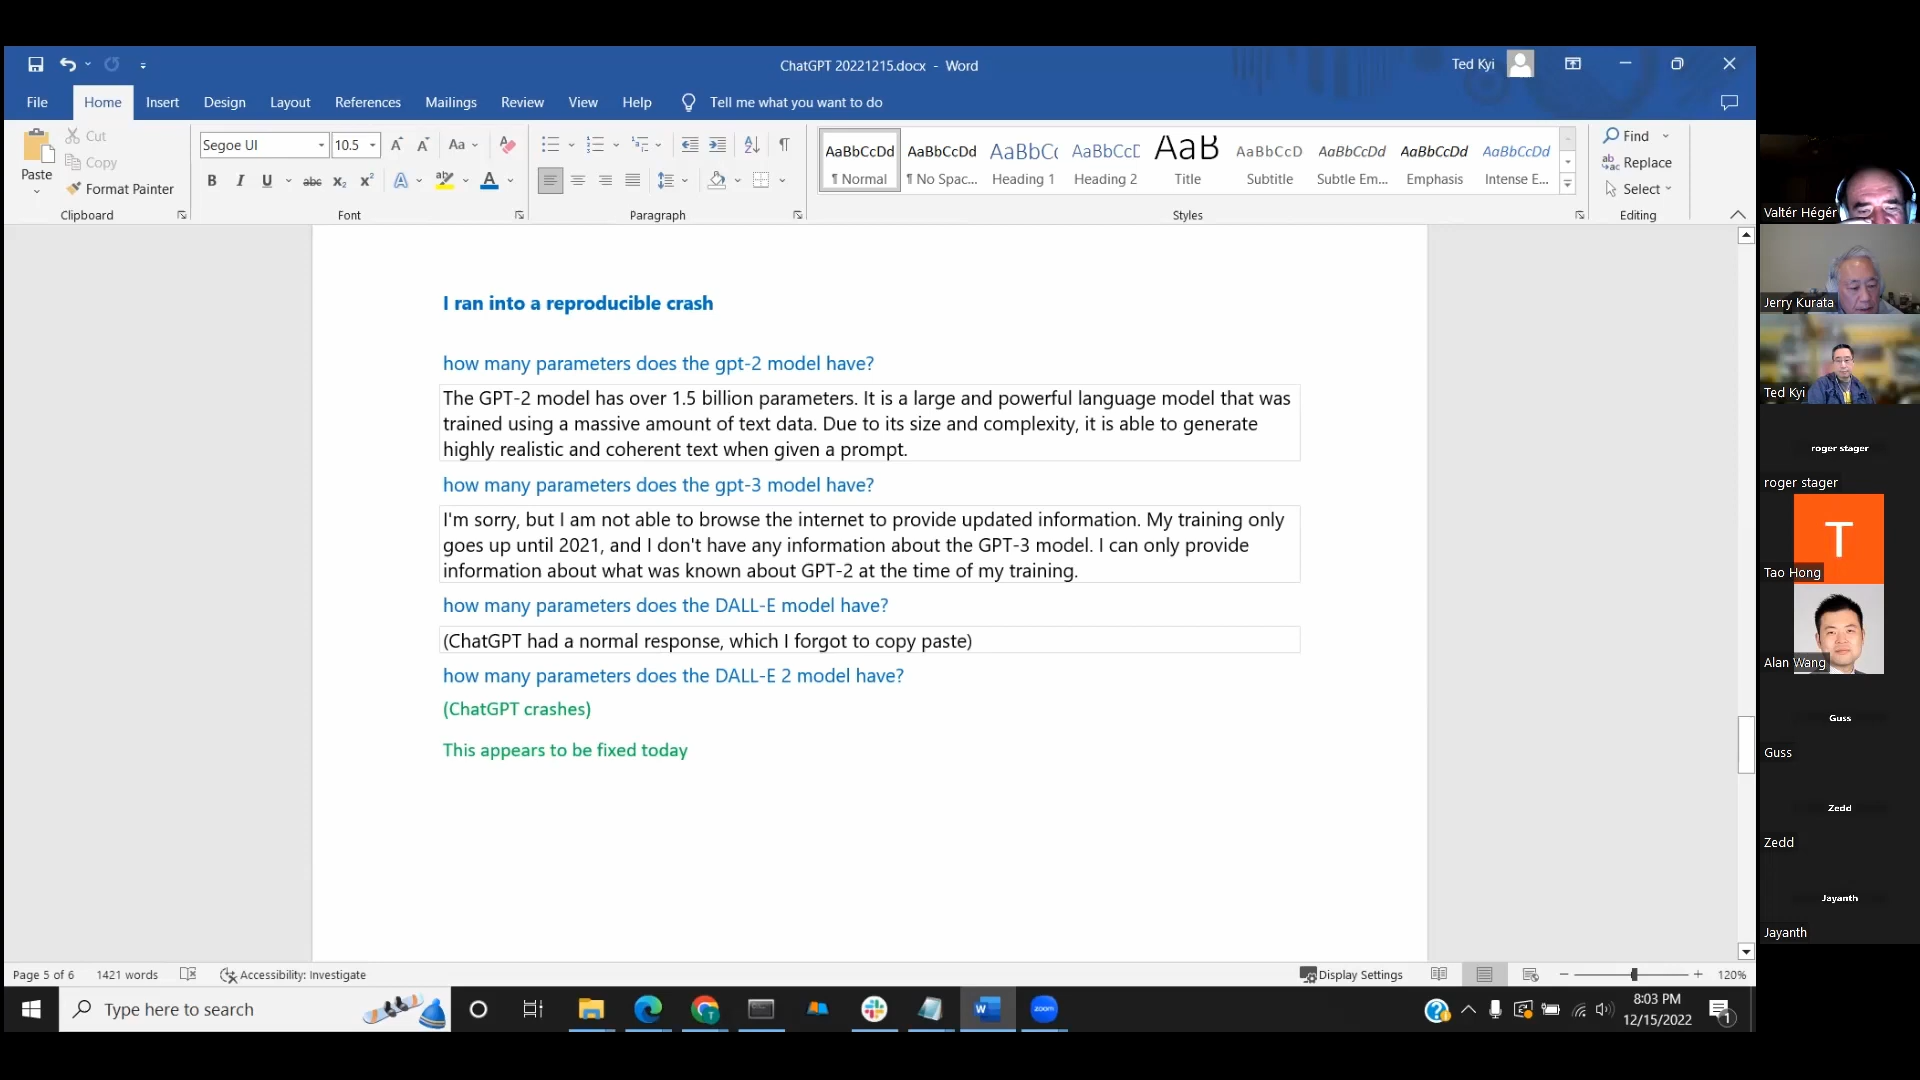 ChatGPT 20221215.docx - Word
Ted Kyi
File Home Insert Design Layout References Mailings Review View Help Tell me what you want to do
Paste
Cut
Copy
Format Painter
Clipboard
Segoe UI 10.5
Font
Paragraph
AaBbCcDd AaBbCcDd AaBbCc AaBbCcD AaB AaBbCcD AaBbCcDd AaBbCcDd AaBbCcDd
¶ Normal ¶ No Spac... Heading 1 Heading 2 Title Subtitle Subtle Em... Emphasis Intense E...
Styles
Find
Replace
Select
Editing
I ran into a reproducible crash
how many parameters does the gpt-2 model have?
The GPT-2 model has over 1.5 billion parameters. It is a large and powerful language model that was
trained using a massive amount of text data. Due to its size and complexity, it is able to generate
highly realistic and coherent text when given a prompt.
how many parameters does the gpt-3 model have?
I'm sorry, but I am not able to browse the internet to provide updated information. My training only
goes up until 2021, and I don't have any information about the GPT-3 model. I can only provide
information about what was known about GPT-2 at the time of my training.
how many parameters does the DALL-E model have?
(ChatGPT had a normal response, which I forgot to copy paste)
how many parameters does the DALL-E 2 model have?
(ChatGPT crashes)
This appears to be fixed today
Page 5 of 6 1421 words Accessibility: Investigate Display Settings 120%
Type here to search
zoom
8:03 PM
12/15/2022
1
Valtér Hégér
Jerry Kurata
Ted Kyi
roger stager
roger stager
T
Tao Hong
Alan Wang
Guss
Guss
Zedd
Zedd
Jayanth
Jayanth